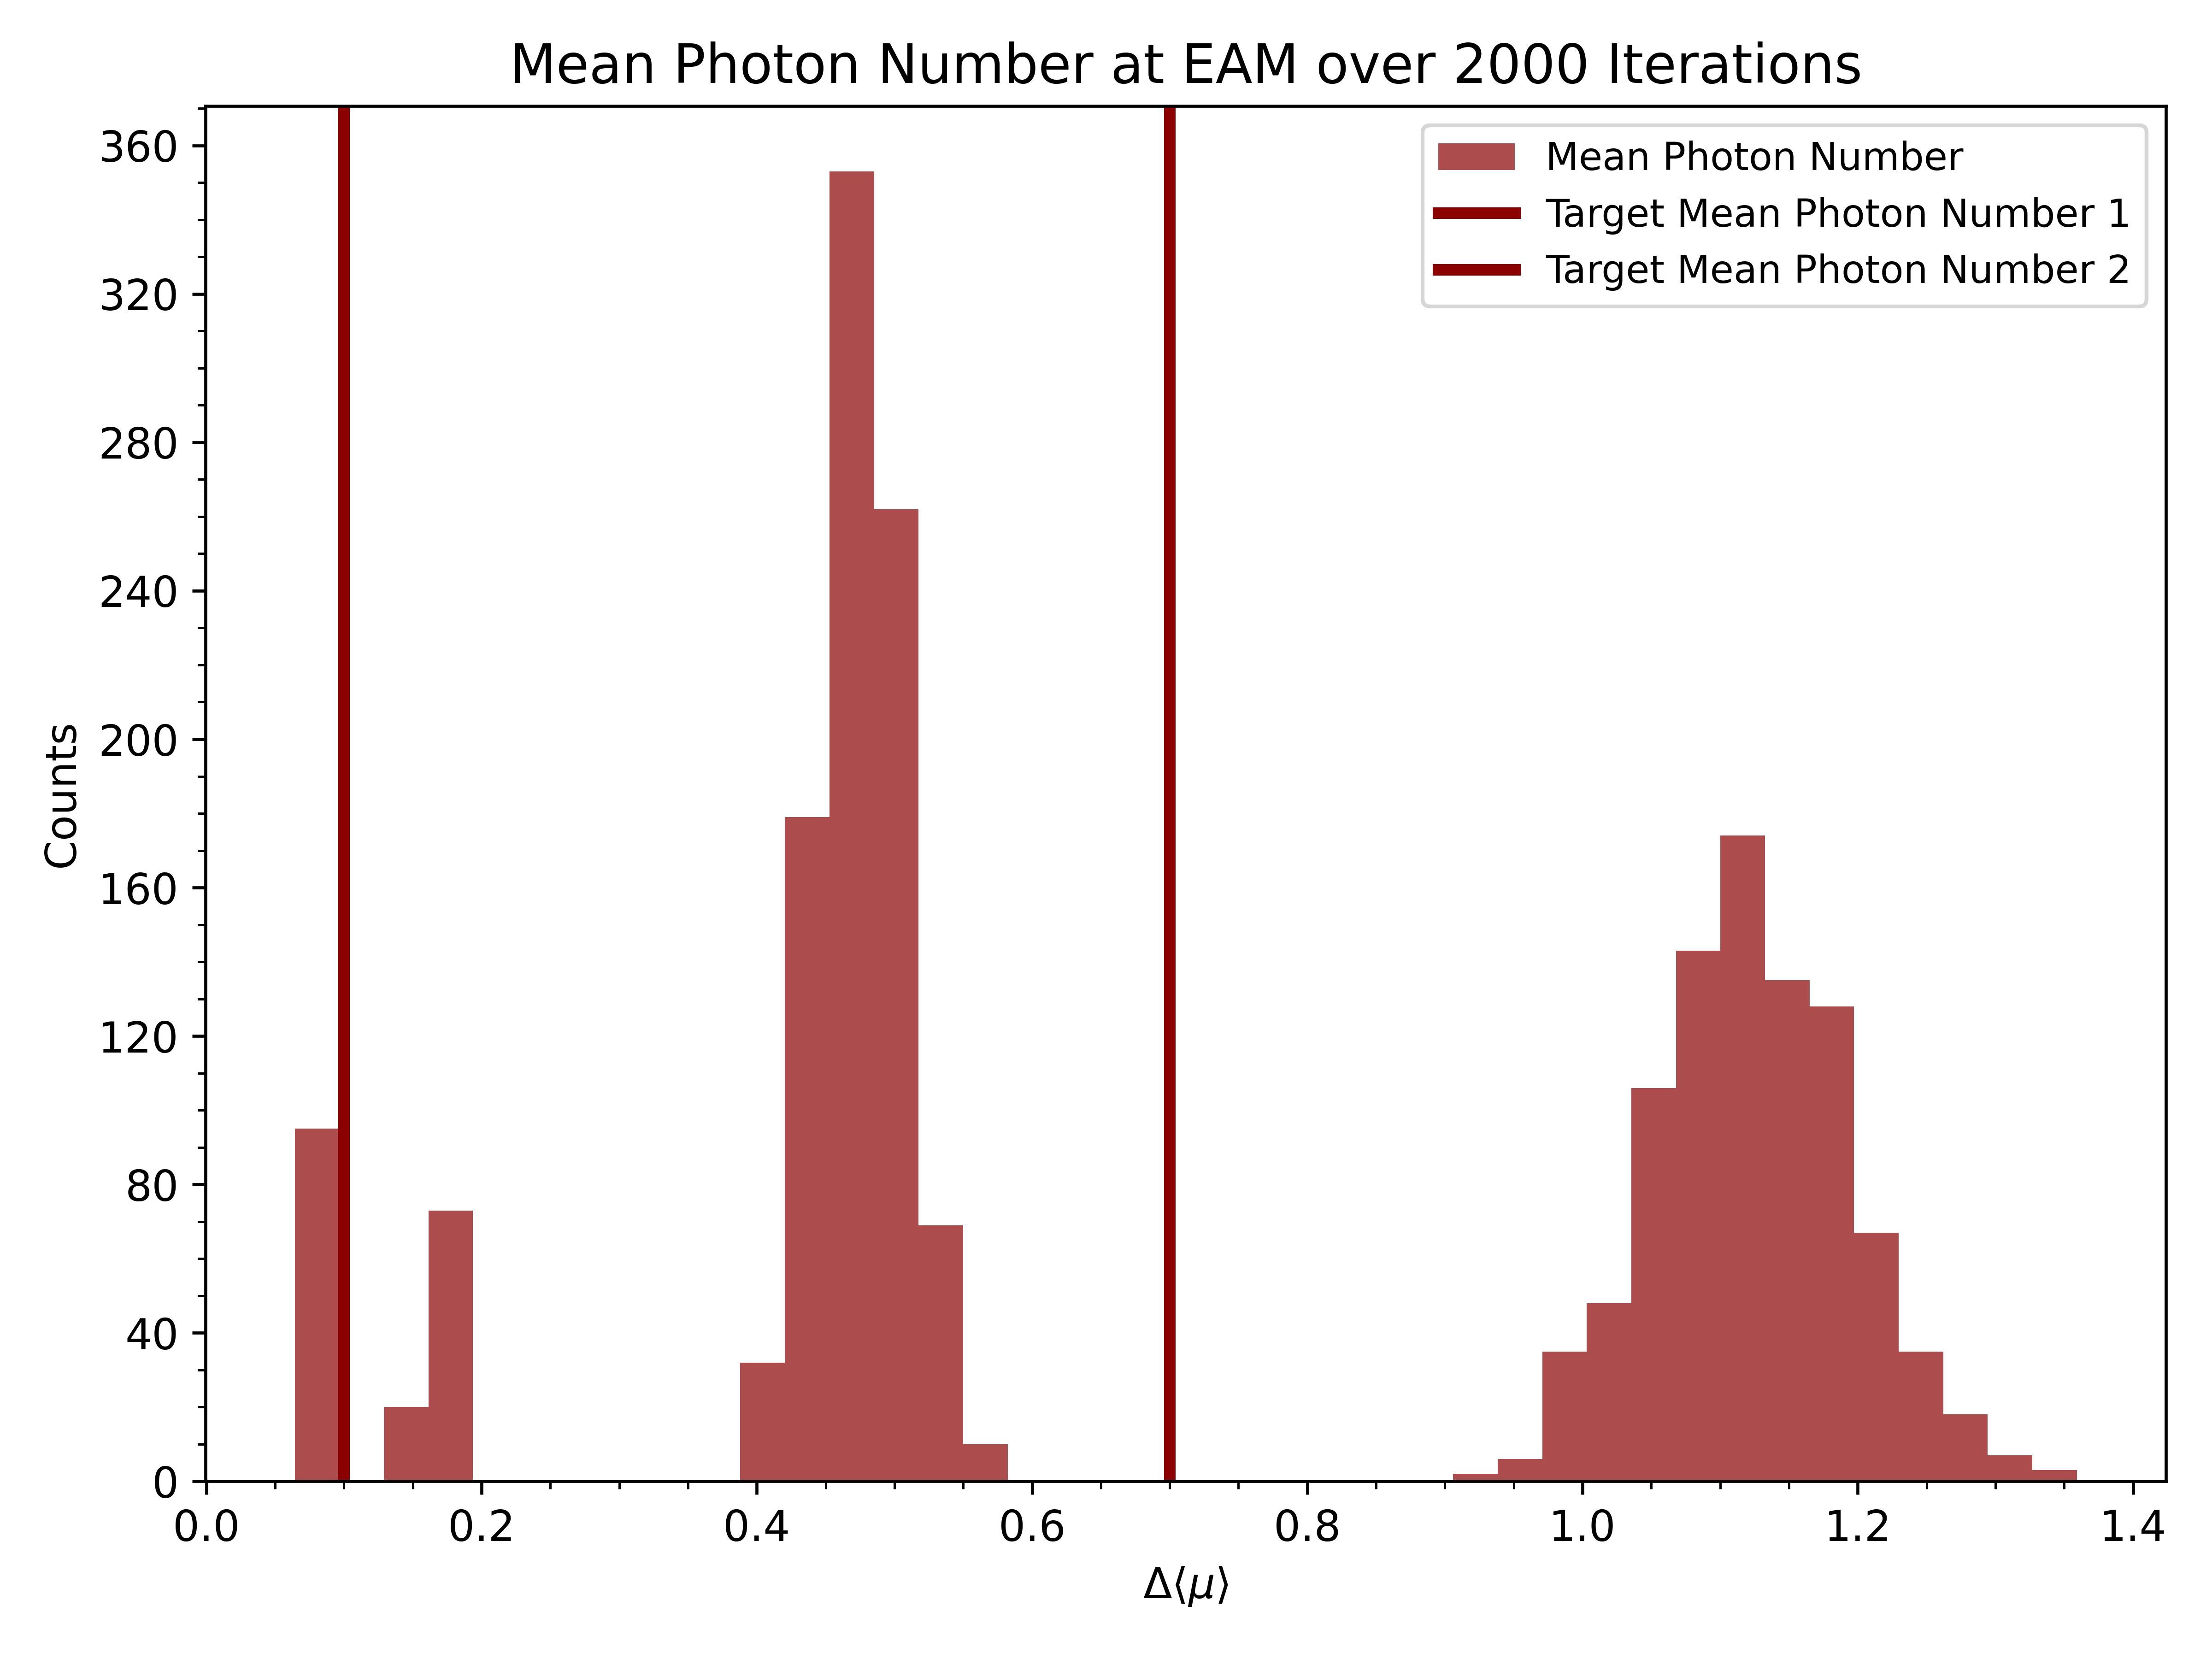 Mean Photon Number at EAM over 2000 Iterations
Mean Photon Number
Target Mean Photon Number 1
Target Mean Photon Number 2
Counts
360
320
280
240
200
160
120
80
40
0
0.0 0.2 0.4 0.6 0.8 1.0 1.2 1.4
Δ⟨μ⟩